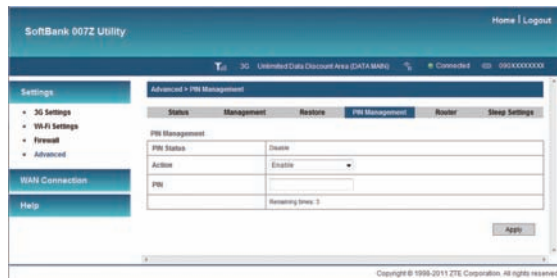 Home | Logout
SoftBank 007Z Utility
3G Unlimited Data Discount Area (DATA MAIN) Connected 090XXXXXXXX
Settings
3G Settings
Wi-Fi Settings
Firewall
Advanced
WAN Connection
Help
Advanced > PIN Management
Status Management Restore PIN Management Router Sleep Settings
PIN Management
PIN Status Disable
Action Enable
PIN
Remaining times: 3
Apply
Copyright © 1998-2011 ZTE Corporation. All rights reserved